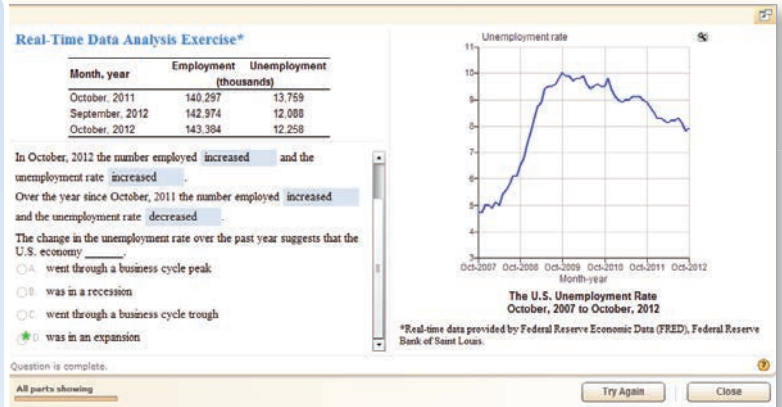 Real-Time Data Analysis Exercise*
Month, year Employment Unemployment
(thousands)
October, 2011 140,297 13,759
September, 2012 142,974 12,088
October, 2012 143,384 12,258
In October, 2012 the number employed increased and the
unemployment rate increased .
Over the year since October, 2011 the number employed increased
and the unemployment rate decreased .
The change in the unemployment rate over the past year suggests that the
U.S. economy ______.
A. went through a business cycle peak
B. was in a recession
C. went through a business cycle trough
D. was in an expansion
Unemployment rate
11
10
9
8
7
6
5
4
3
Oct-2007 Oct-2008 Oct-2009 Oct-2010 Oct-2011 Oct-2012
Month-year
The U.S. Unemployment Rate
October, 2007 to October, 2012
*Real-time data provided by Federal Reserve Economic Data (FRED), Federal Reserve
Bank of Saint Louis.
Question is complete.
All parts showing
Try Again
Close